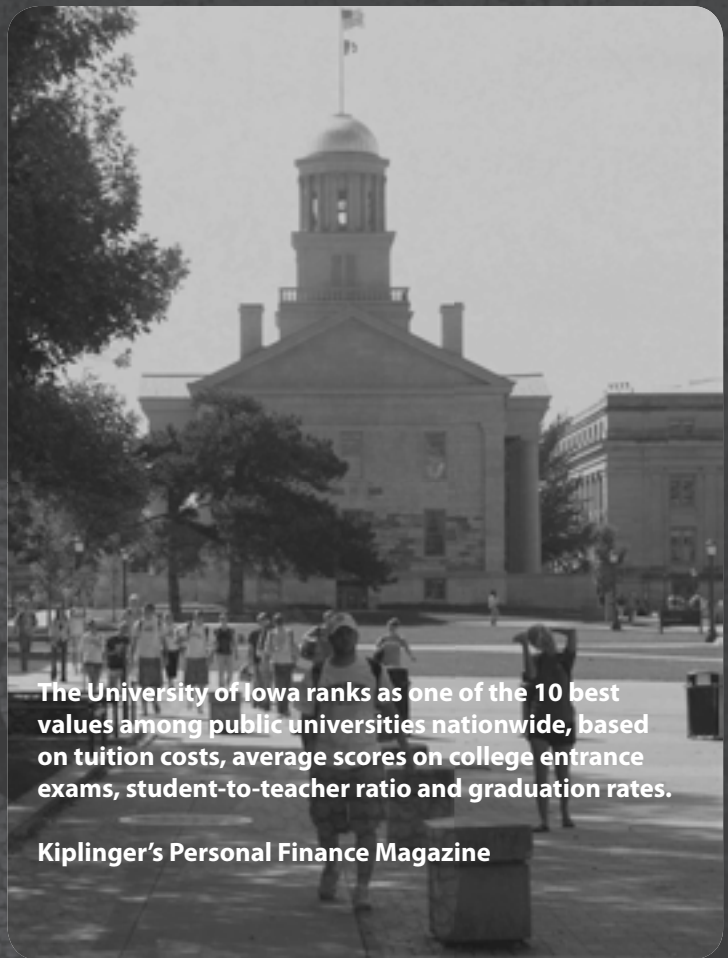 The University of Iowa ranks as one of the 10 best
values among public universities nationwide, based
on tuition costs, average scores on college entrance
exams, student-to-teacher ratio and graduation rates.
Kiplinger’s Personal Finance Magazine